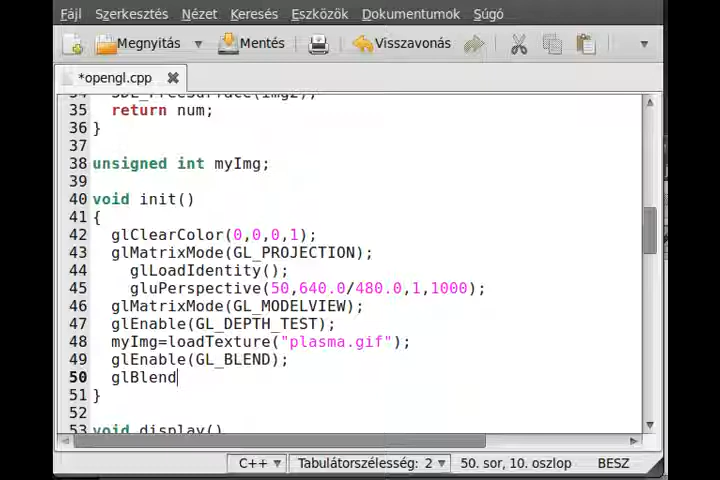 Fájl Szerkesztés Nézet Keresés Eszközök Dokumentumok Súgó
Megnyitás Mentés Visszavonás
*opengl.cpp
34 SDL_FreeSurface(img2);
35 return num;
36 }
37
38 unsigned int myImg;
39
40 void init()
41 {
42 glClearColor(0,0,0,1);
43 glMatrixMode(GL_PROJECTION);
44 glLoadIdentity();
45 gluPerspective(50,640.0/480.0,1,1000);
46 glMatrixMode(GL_MODELVIEW);
47 glEnable(GL_DEPTH_TEST);
48 myImg=loadTexture("plasma.gif");
49 glEnable(GL_BLEND);
50 glBlend
51 }
52
53 void display()
C++ Tabulátorszélesség: 2 50. sor, 10. oszlop BESZ